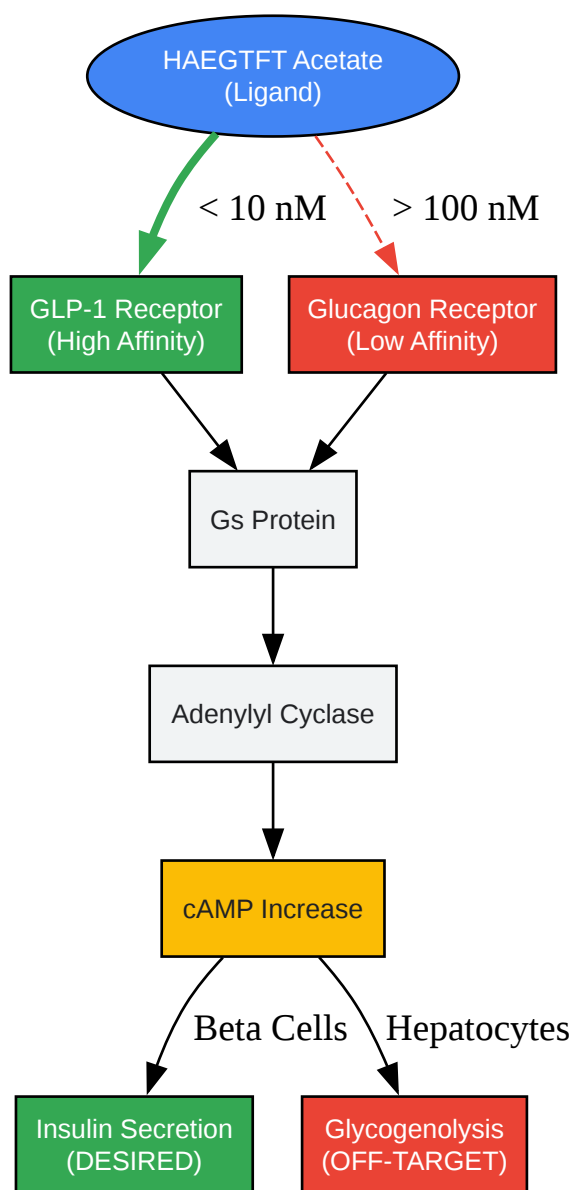 HAEGTFT Acetate
(Ligand)
< 10 nM
> 100 nM
GLP-1 Receptor
(High Affinity)
Glucagon Receptor
(Low Affinity)
Gs Protein
Adenylyl Cyclase
cAMP Increase
Beta Cells
Hepatocytes
Insulin Secretion
(DESIRED)
Glycogenolysis
(OFF-TARGET)